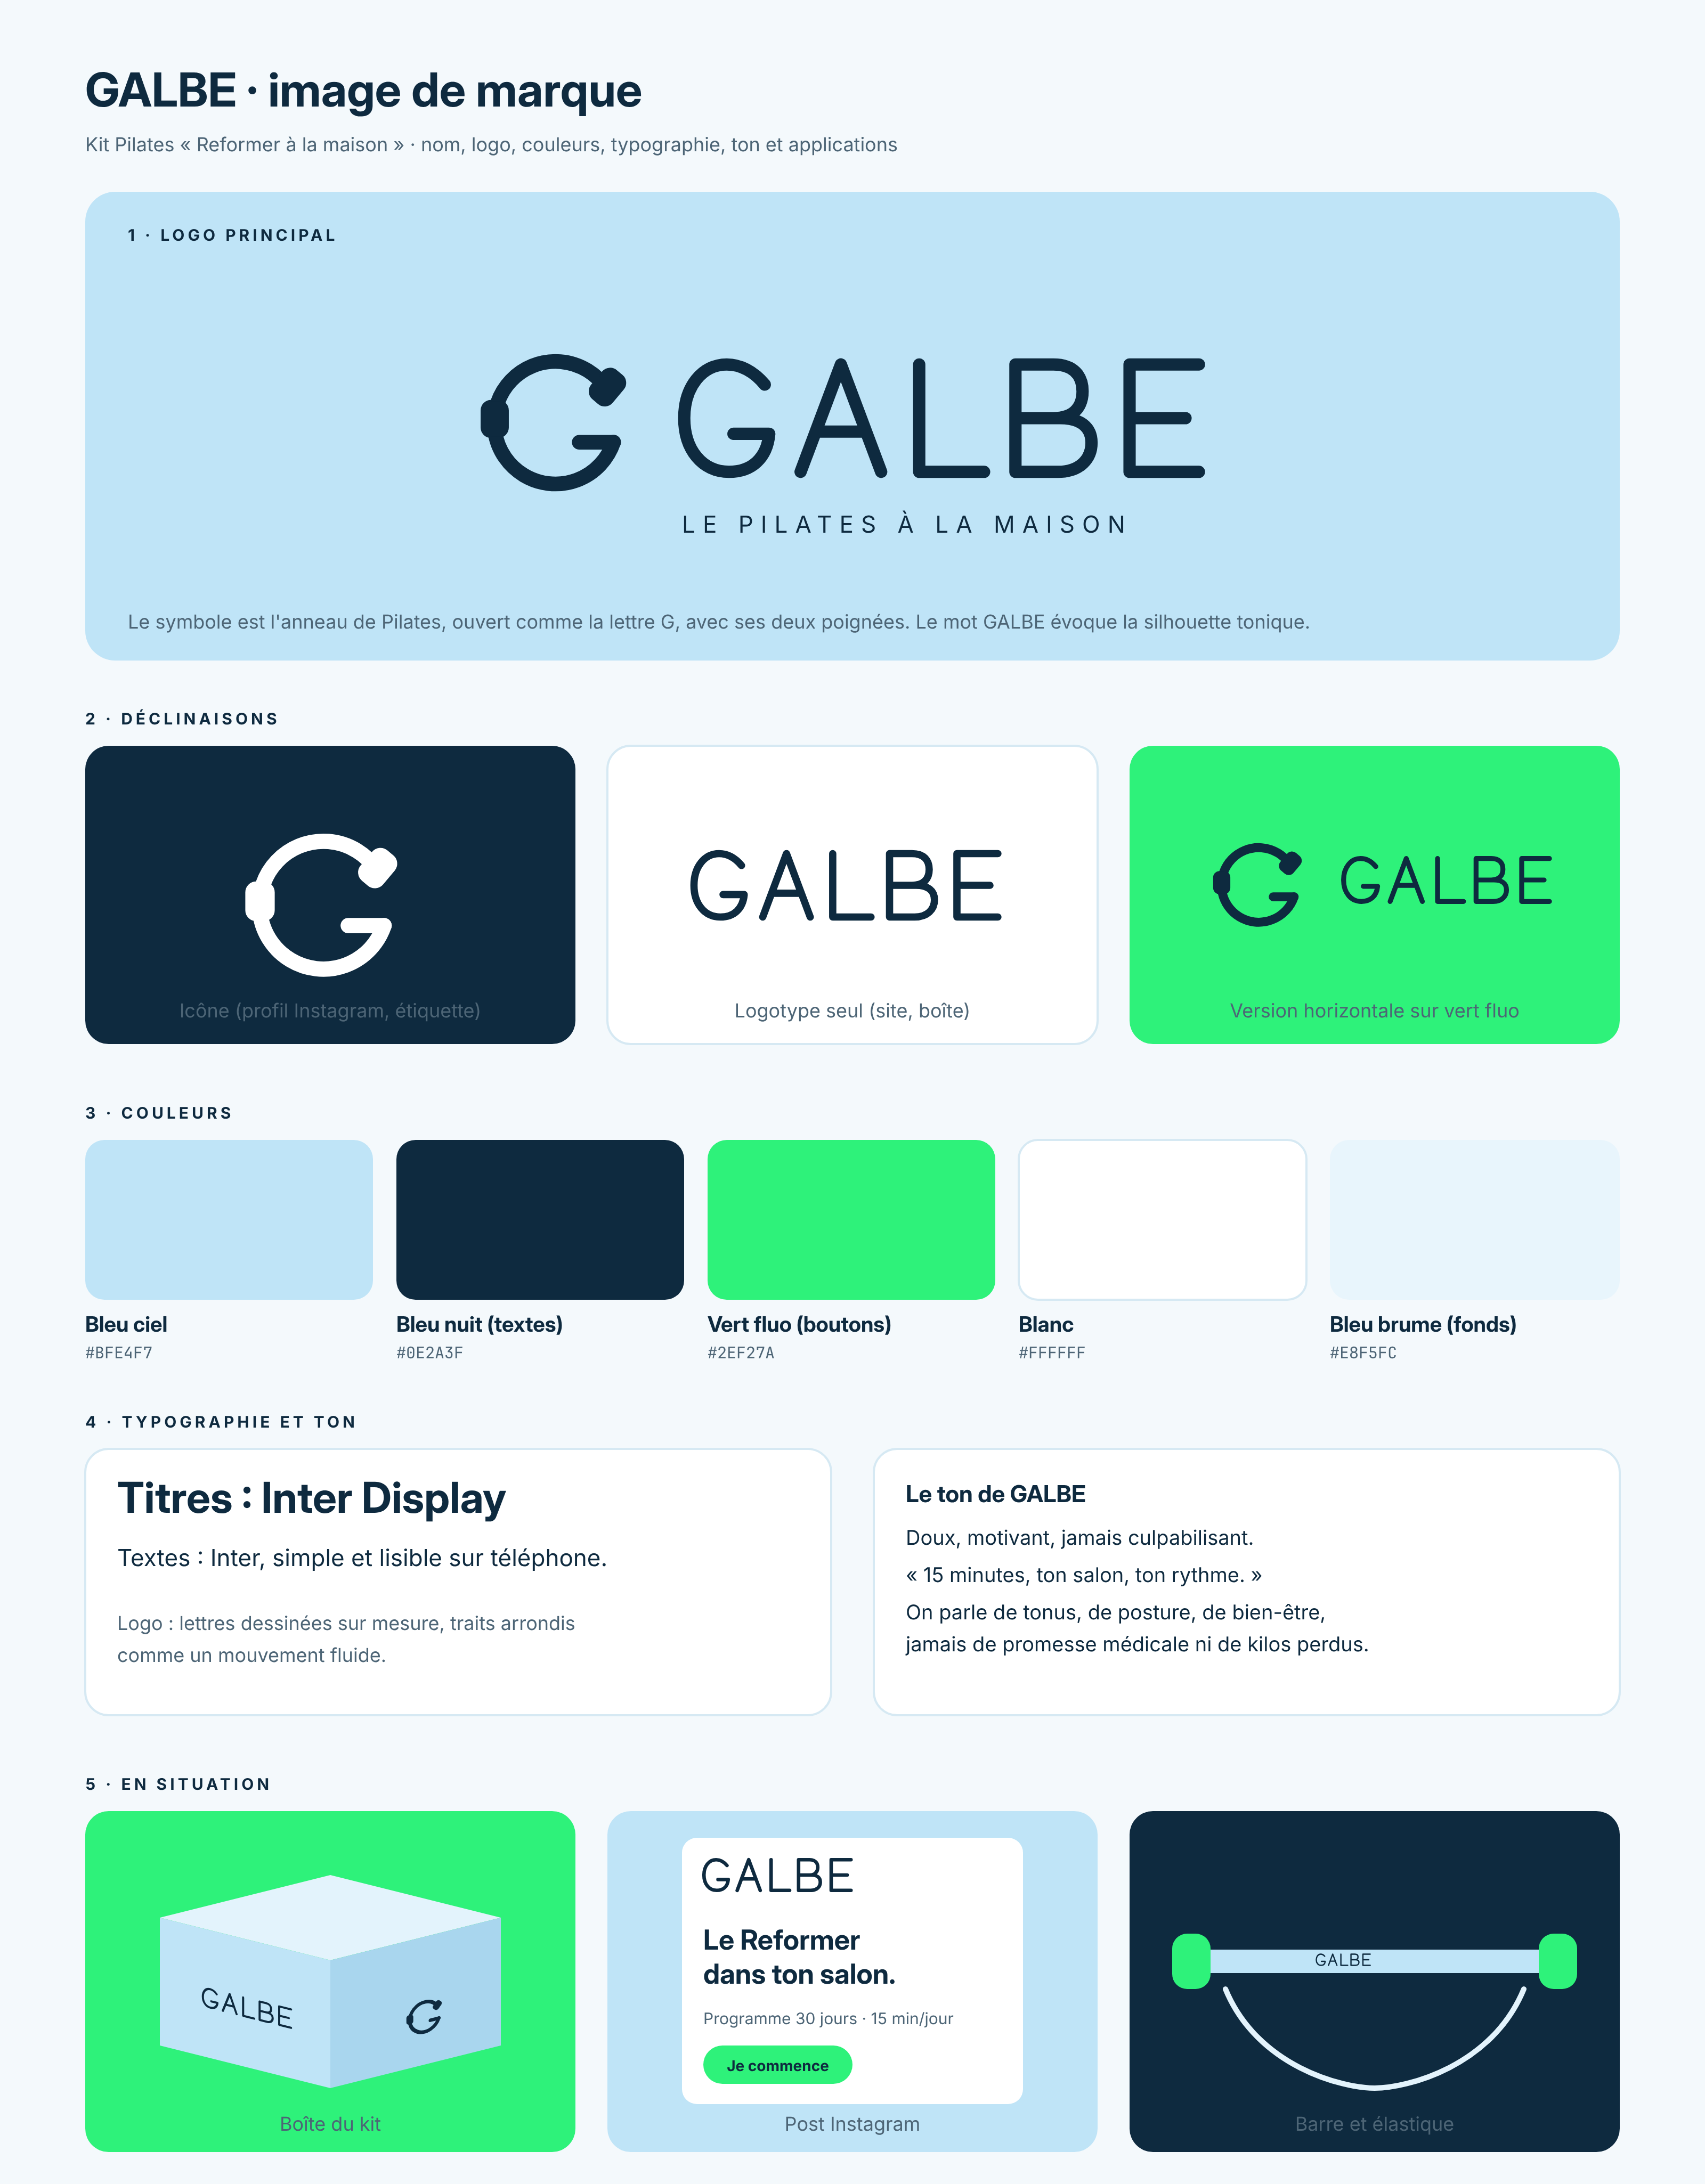 GALBE · image de marque
Kit Pilates « Reformer à la maison » · nom, logo, couleurs, typographie, ton et applications
1 · LOGO PRINCIPAL
G GALBE
LE PILATES À LA MAISON
Le symbole est l'anneau de Pilates, ouvert comme la lettre G, avec ses deux poignées. Le mot GALBE évoque la silhouette tonique.
2 · DÉCLINAISONS
G
Icône (profil Instagram, étiquette)
GALBE
Logotype seul (site, boîte)
G GALBE
Version horizontale sur vert fluo
3 · COULEURS
Bleu ciel
#BFE4F7
Bleu nuit (textes)
#0E2A3F
Vert fluo (boutons)
#2EF27A
Blanc
#FFFFFF
Bleu brume (fonds)
#E8F5FC
4 · TYPOGRAPHIE ET TON
Titres : Inter Display
Textes : Inter, simple et lisible sur téléphone.
Logo : lettres dessinées sur mesure, traits arrondis
comme un mouvement fluide.
Le ton de GALBE
Doux, motivant, jamais culpabilisant.
« 15 minutes, ton salon, ton rythme. »
On parle de tonus, de posture, de bien-être,
jamais de promesse médicale ni de kilos perdus.
5 · EN SITUATION
GALBE
G
Boîte du kit
GALBE
Le Reformer
dans ton salon.
Programme 30 jours · 15 min/jour
Je commence
Post Instagram
GALBE
Barre et élastique